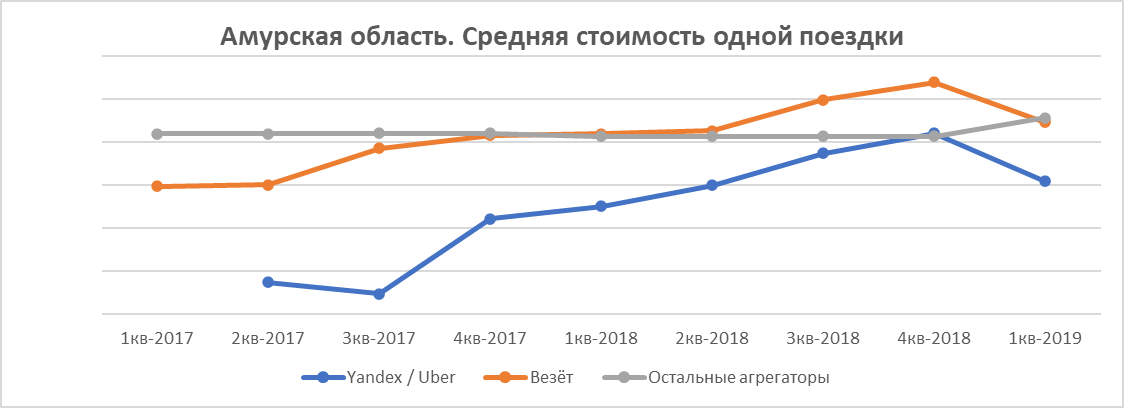 Амурская область. Средняя стоимость одной поездки
1кв-2017 2кв-2017 3кв-2017 4кв-2017 1кв-2018 2кв-2018 3кв-2018 4кв-2018 1кв-2019
Yandex / Uber Везёт Остальные агрегаторы